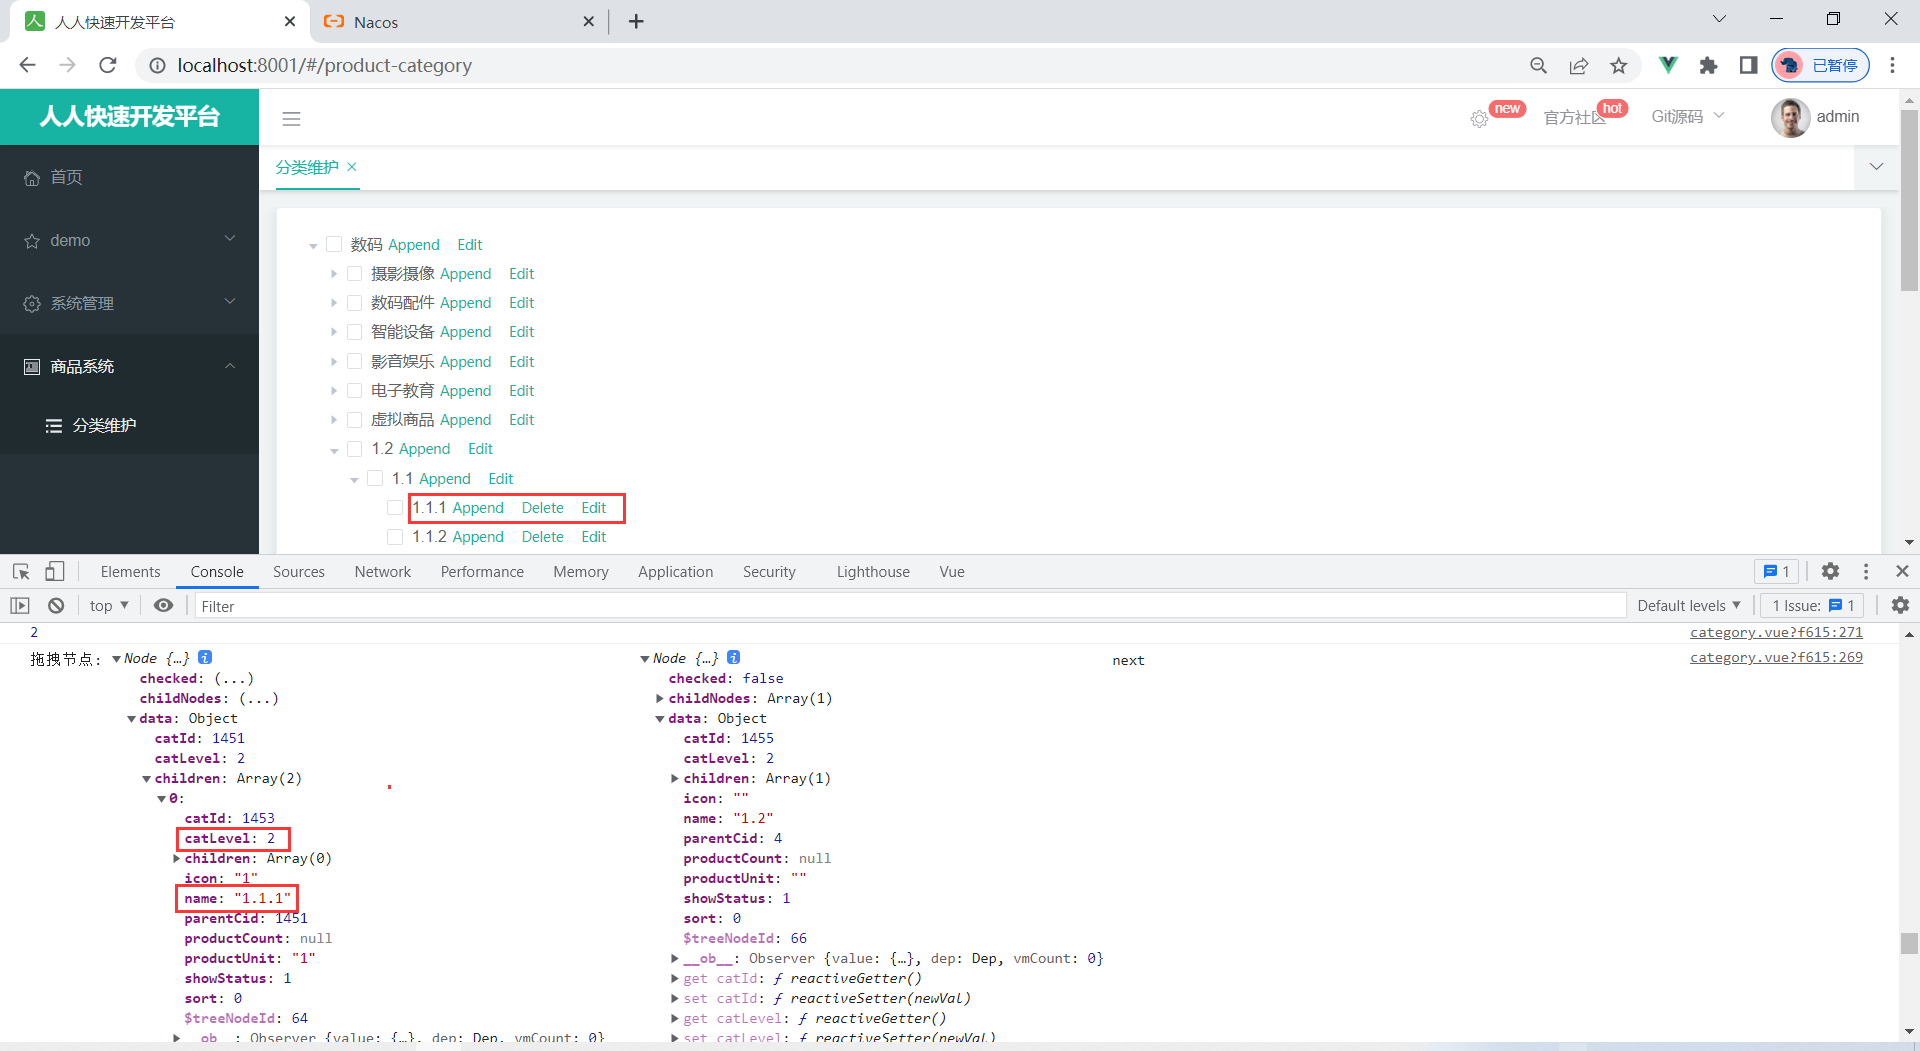 人人快速开发平台
Nacos
localhost:8001/#/product-category
已暂停
人人快速开发平台
new
官方社区
hot
Git源码
admin
首页
demo
系统管理
商品系统
分类维护
分类维护
数码 Append Edit
摄影摄像 Append Edit
数码配件 Append Edit
智能设备 Append Edit
影音娱乐 Append Edit
电子教育 Append Edit
虚拟商品 Append Edit
1.2 Append Edit
1.1 Append Edit
1.1.1 Append Delete Edit
1.1.2 Append Delete Edit
Elements Console Sources Network Performance Memory Application Security Lighthouse Vue
1
top
Filter
Default levels
1 Issue: 1
2
category.vue?f615:271
拖拽节点: Node {…}
checked: (...)
childNodes: (...)
data: Object
catId: 1451
catLevel: 2
children: Array(2)
0:
catId: 1453
catLevel: 2
children: Array(0)
icon: "1"
name: "1.1.1"
parentCid: 1451
productCount: null
productUnit: "1"
showStatus: 1
sort: 0
$treeNodeId: 64
__ob__: Observer {value: {…}, dep: Dep, vmCount: 0}
Node {…}
checked: false
childNodes: Array(1)
data: Object
catId: 1455
catLevel: 2
children: Array(1)
icon: ""
name: "1.2"
parentCid: 4
productCount: null
productUnit: ""
showStatus: 1
sort: 0
$treeNodeId: 66
__ob__: Observer {value: {…}, dep: Dep, vmCount: 0}
get catId: ƒ reactiveGetter()
set catId: ƒ reactiveSetter(newVal)
get catLevel: ƒ reactiveGetter()
set catLevel: ƒ reactiveSetter(newVal)
next
category.vue?f615:269